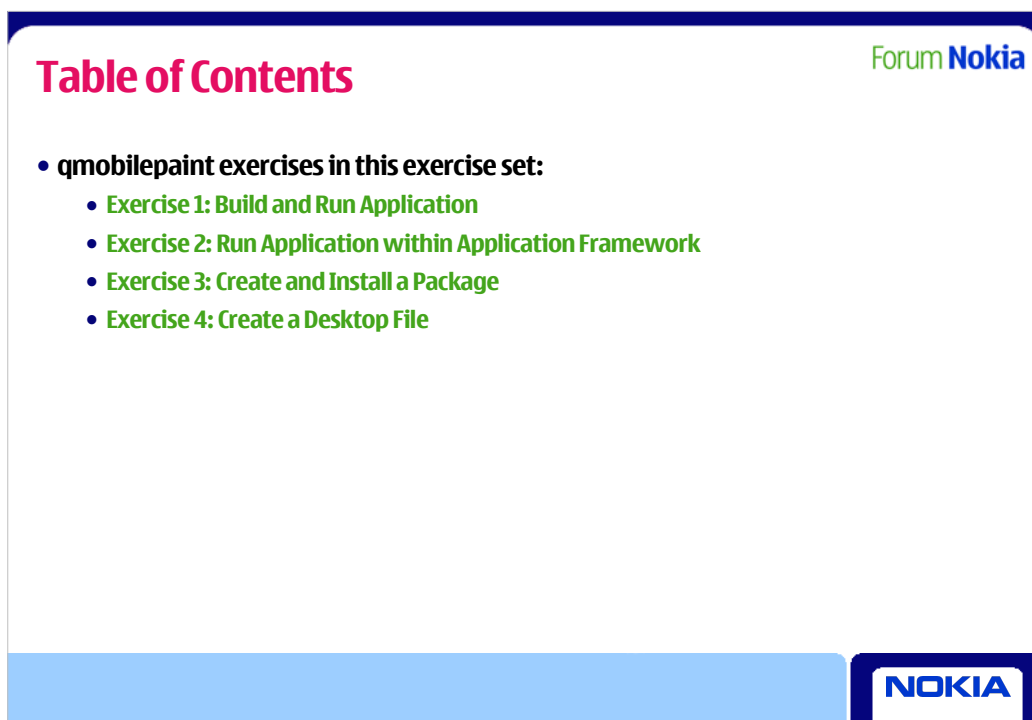 Table of Contents
Forum Nokia
• qmobilepaint exercises in this exercise set:
• Exercise 1: Build and Run Application
• Exercise 2: Run Application within Application Framework
• Exercise 3: Create and Install a Package
• Exercise 4: Create a Desktop File
NOKIA